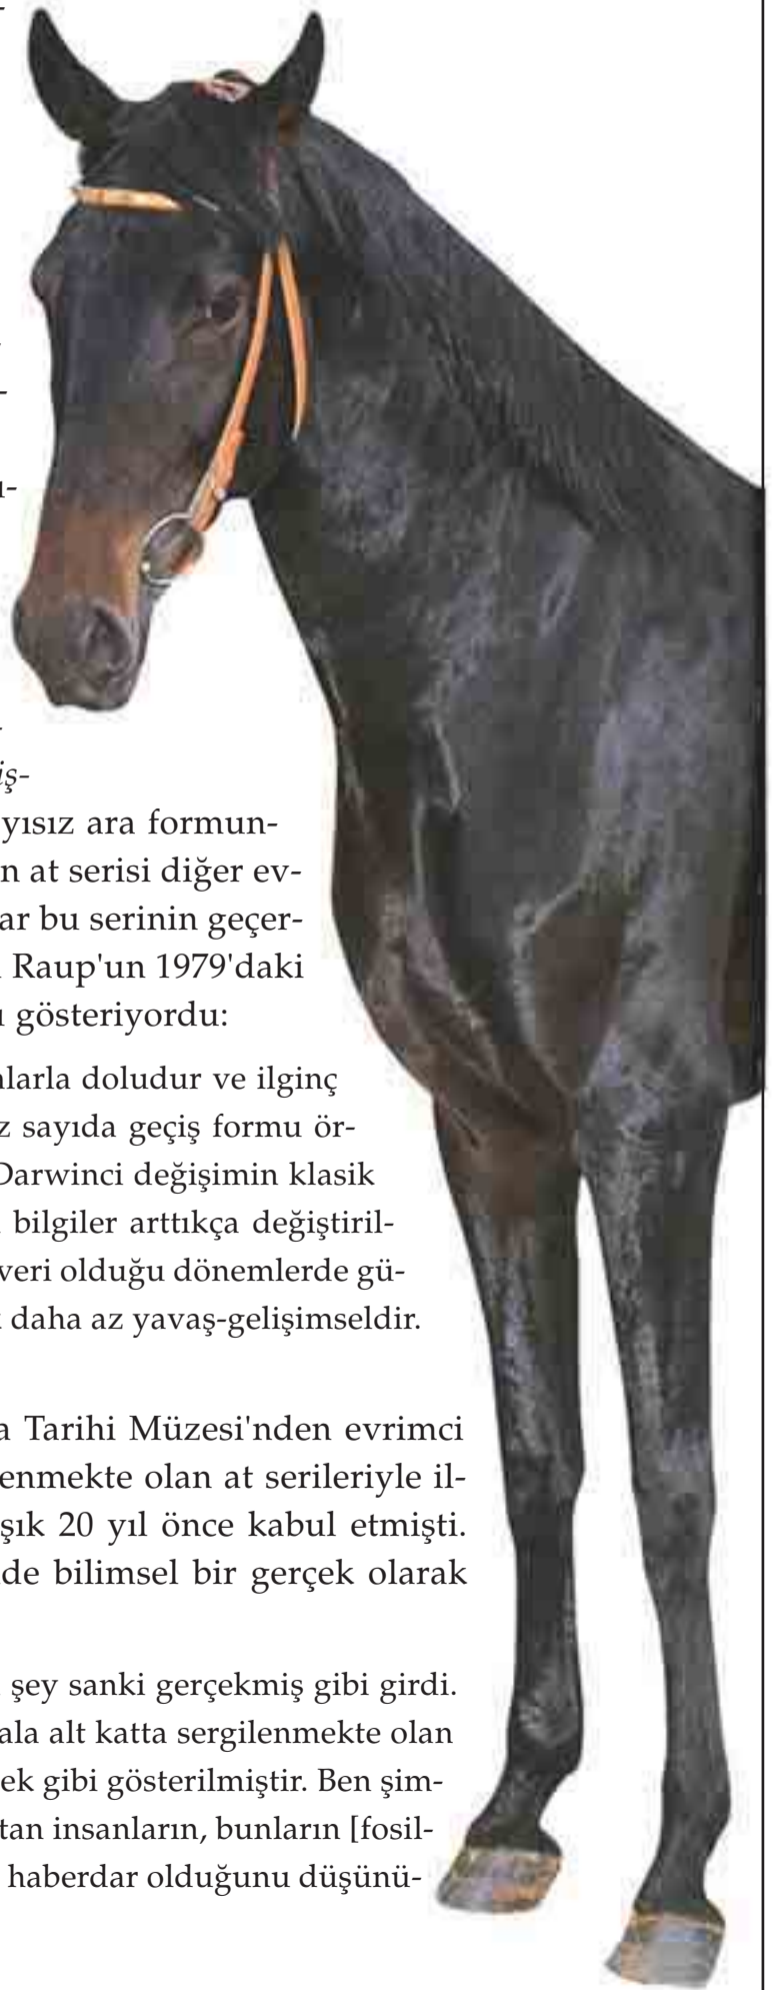 iş-
yısız ara formun-
n at serisi diğer ev-
ar bu serinin geçer-
Raup'un 1979'daki
gösteriyordu:
larla doludur ve ilginç
z sayıda geçiş formu ör-
Darwinci değişimin klasik
bilgiler arttıkça değiştiril-
veri olduğu dönemlerde gü-
daha az yavaş-gelişimseldir.
a Tarihi Müzesi'nden evrimci
enmekte olan at serileriyle il-
şık 20 yıl önce kabul etmişti.
de bilimsel bir gerçek olarak
şey sanki gerçekmiş gibi girdi.
ala alt katta sergilenmekte olan
ek gibi gösterilmiştir. Ben şim-
tan insanların, bunların [fosil-
haberdar olduğunu düşünü-